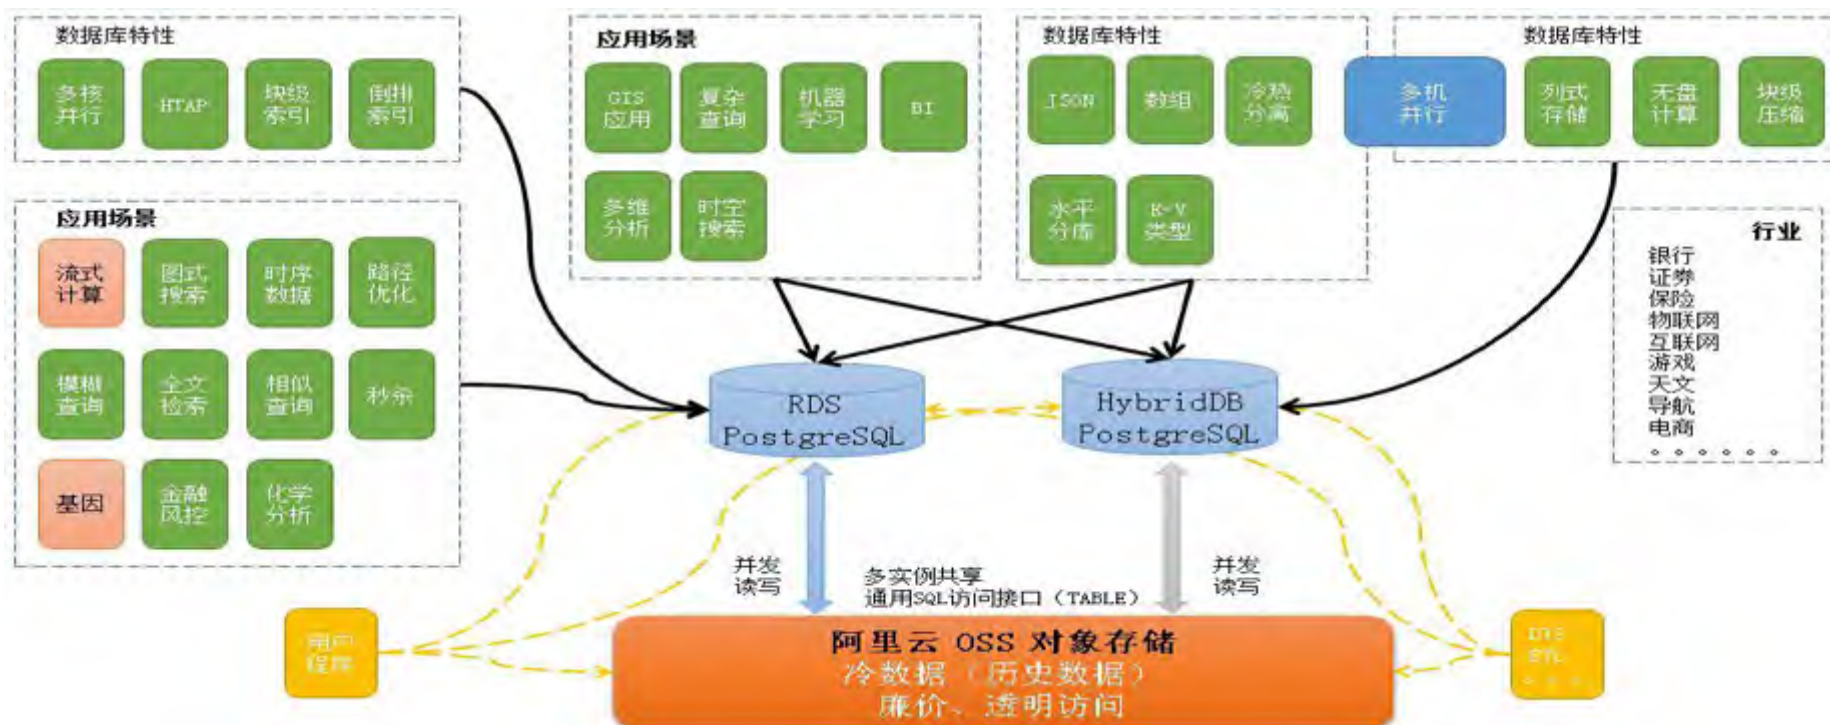 数据库特性
多核
并行
HTAP
块级
索引
倒排
索引
应用场景
流式
计算
图式
搜索
时序
数据
路径
优化
模糊
查询
全文
检索
相似
查询
秒杀
基因
金融
风控
化学
分析
应用场景
GIS
应用
复杂
查询
机器
学习
BI
多维
分析
时空
搜索
数据库特性
JSON
数组
冷热
分离
水平
分库
K-V
类型
多机
并行
数据库特性
列式
存储
无盘
计算
块级
压缩
行业
银行
证券
保险
物联网
互联网
游戏
天文
导航
电商
。。。。。。
RDS
PostgreSQL
HybridDB
PostgreSQL
并发
读写
多实例共享
通用SQL访问接口（TABLE）
并发
读写
用户
程序
阿里云 OSS 对象存储
冷数据（历史数据）
廉价、透明访问